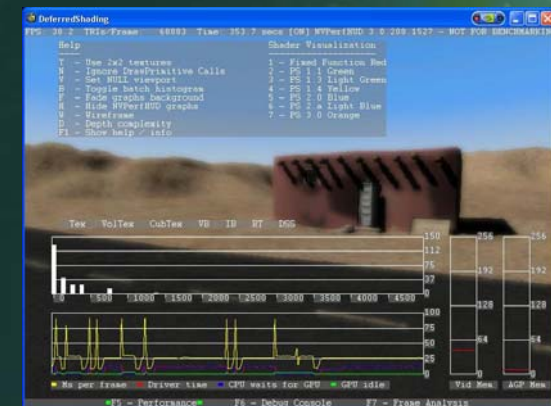 DeferredShading
FPS 38.2 TRIs/Frame 68883 Time: 353.7 secs [ON] NVPerfHUD 3.0.208.1527 - NOT FOR BENCHMARKING
Help
T - Use 2x2 textures
N - Ignore DrawPrimitive Calls
V - Set NULL viewport
B - Toggle batch histogram
F - Fade graphs background
H - Hide NVPerfHUD graphs
W - Wireframe
D - Depth complexity
F1 - Show help / info
Shader Visualization
1 - Fixed Function Red
2 - PS 1.1 Green
3 - PS 1.3 Light Green
4 - PS 1.4 Yellow
5 - PS 2.0 Blue
6 - PS 2.a Light Blue
7 - PS 3.0 Orange
Tex VolTex CubTex VB IB RT DSS
150
112
75
37
0
0 500 1000 1500 2000 2500 3000 3500 4000 4500
100
75
50
25
0
Ms per frame Driver time CPU waits for GPU GPU idle
256
192
128
64
0
Vid Mem
256
192
128
64
0
AGP Mem
F5 - Performance F6 - Debug Console F7 - Frame Analysis